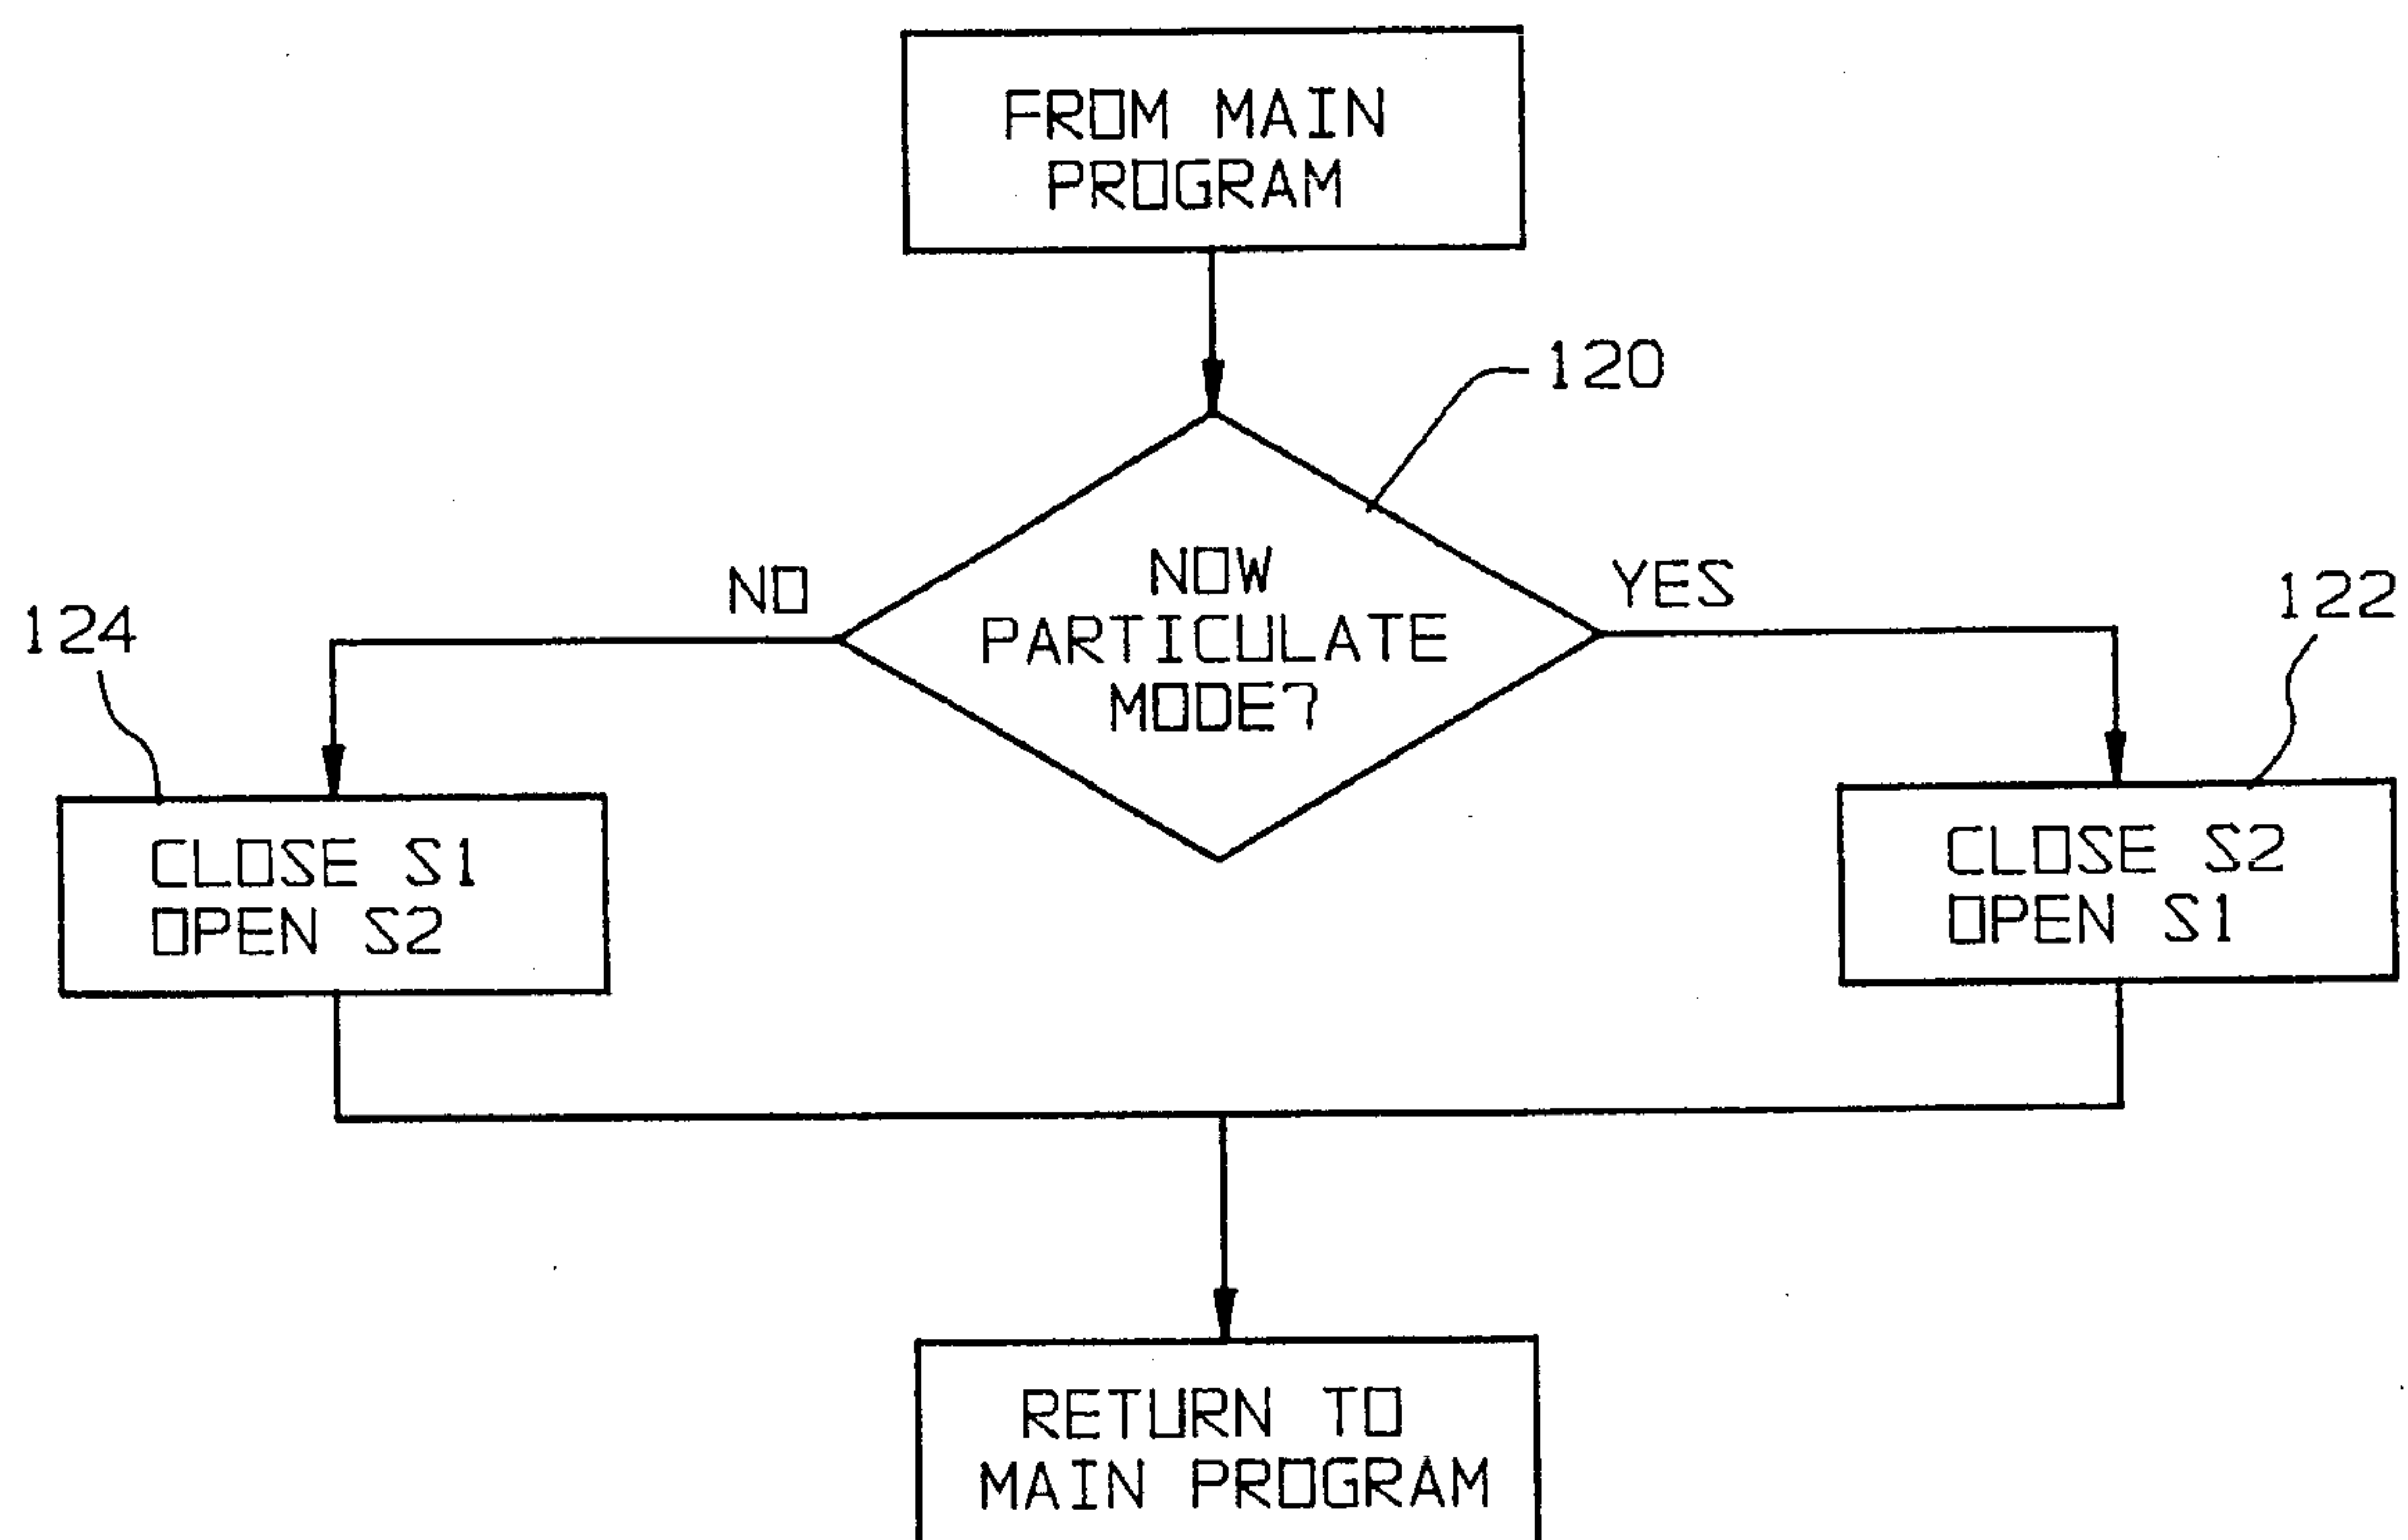 FROM MAIN
PROGRAM
120
NOW
PARTICULATE
MODE?
NO
YES
124
122
CLOSE S1
OPEN S2
CLOSE S2
OPEN S1
RETURN TO
MAIN PROGRAM